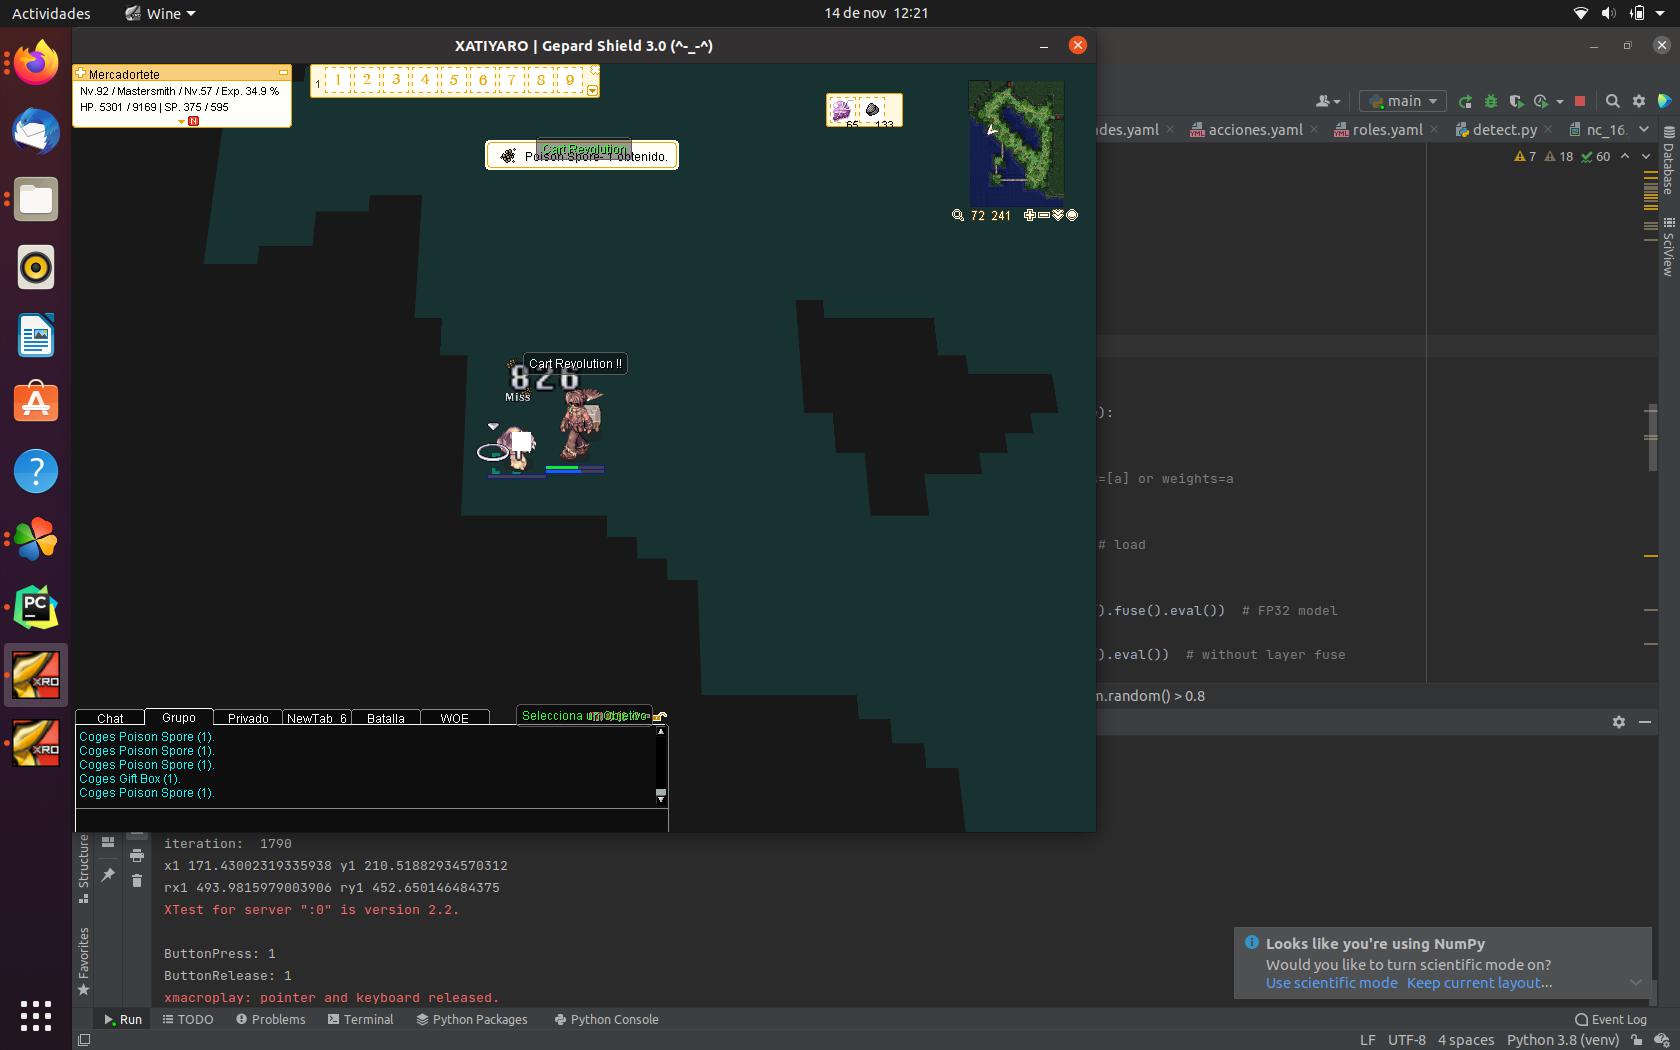 Actividades
Wine
14 de nov 12:21
XATIYARO | Gepard Shield 3.0 (^-_-^)
Mercadortete
Nv.92 / Mastersmith / Nv.57 / Exp. 34.9 %
HP. 5301 / 9169 | SP. 375 / 595
N
1
1 2 3 4 5 6 7 8 9
65 133
Cart Revolution
Poison Spore- 1 obtenido.
72 241
main
des.yaml
acciones.yaml
roles.yaml
detect.py
nc_16.
7 18 60
Database
SciView
):
=[a] or weights=a
# load
).fuse().eval()) # FP32 model
).eval()) # without layer fuse
m.random() > 0.8
Cart Revolution !!
826
Miss
PC
XRO
XRO
Chat
Grupo
Privado
NewTab_6
Batalla
WOE
Selecciona un Objetivo
Coges Poison Spore (1).
Coges Poison Spore (1).
Coges Poison Spore (1).
Coges Gift Box (1).
Coges Poison Spore (1).
Structure
Favorites
iteration: 1790
x1 171.43002319335938 y1 210.51882934570312
rx1 493.9815979003906 ry1 452.650146484375
XTest for server ":0" is version 2.2.
ButtonPress: 1
ButtonRelease: 1
xmacroplay: pointer and keyboard released.
Looks like you're using NumPy
Would you like to turn scientific mode on?
Use scientific mode Keep current layout...
Run
TODO
Problems
Terminal
Python Packages
Python Console
Event Log
LF UTF-8 4 spaces Python 3.8 (venv)